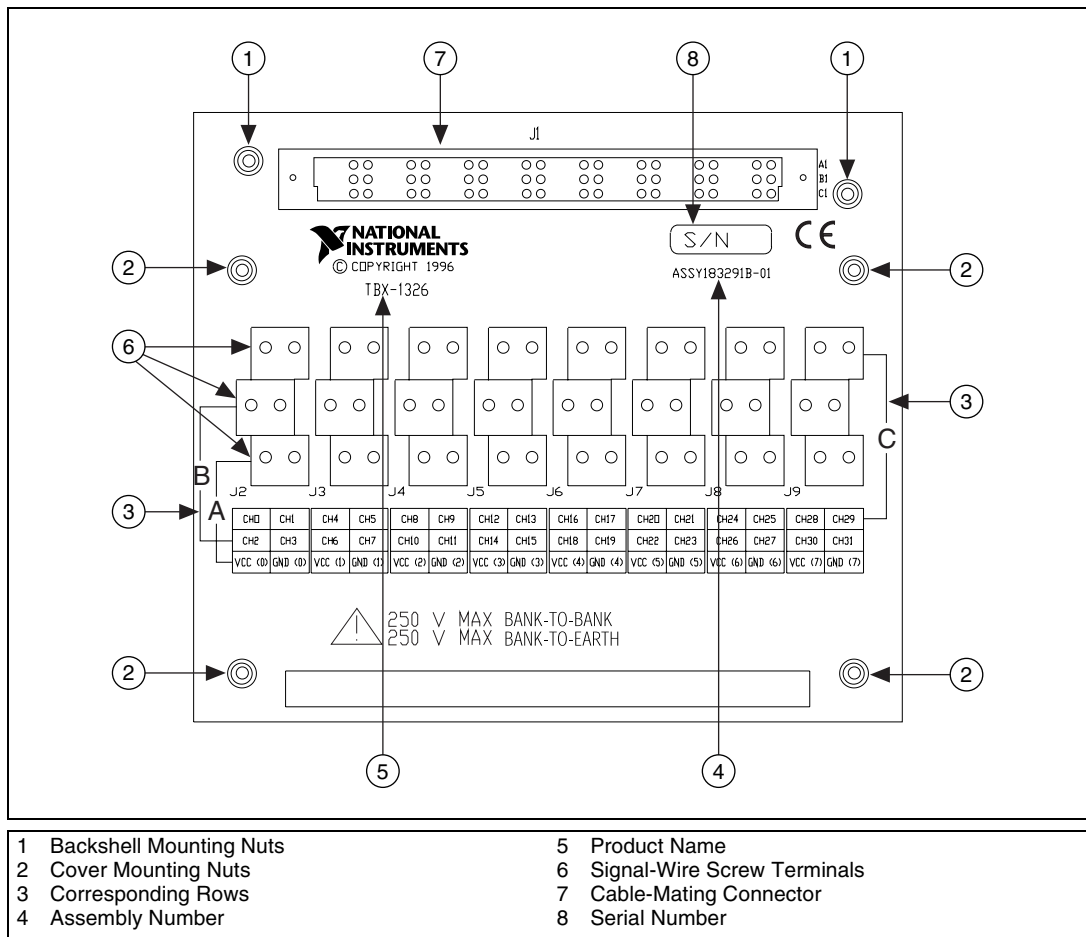 1 7 8 1
J1
A1
B1
C1
NATIONAL
INSTRUMENTS
© COPYRIGHT 1996
TBX-1326
S/N
CE
ASSY183291B-01
2 2
6
3
B
A
C
3
J2 J3 J4 J5 J6 J7 J8 J9
CH0 CH1 CH4 CH5 CH8 CH9 CH12 CH13 CH16 CH17 CH20 CH21 CH24 CH25 CH28 CH29
CH2 CH3 CH6 CH7 CH10 CH11 CH14 CH15 CH18 CH19 CH22 CH23 CH26 CH27 CH30 CH31
VCC (0) GND (0) VCC (1) GND (1) VCC (2) GND (2) VCC (3) GND (3) VCC (4) GND (4) VCC (5) GND (5) VCC (6) GND (6) VCC (7) GND (7)
! 250 V MAX BANK-TO-BANK
250 V MAX BANK-TO-EARTH
2 2
5 4
1 Backshell Mounting Nuts
2 Cover Mounting Nuts
3 Corresponding Rows
4 Assembly Number
5 Product Name
6 Signal-Wire Screw Terminals
7 Cable-Mating Connector
8 Serial Number